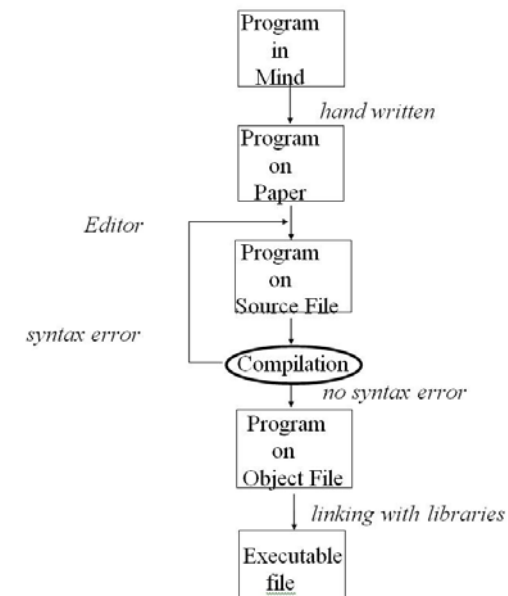 Program
in
Mind
hand written
Program
on
Paper
Editor
Program
on
Source File
syntax error
Compilation
no syntax error
Program
on
Object File
linking with libraries
Executable
file